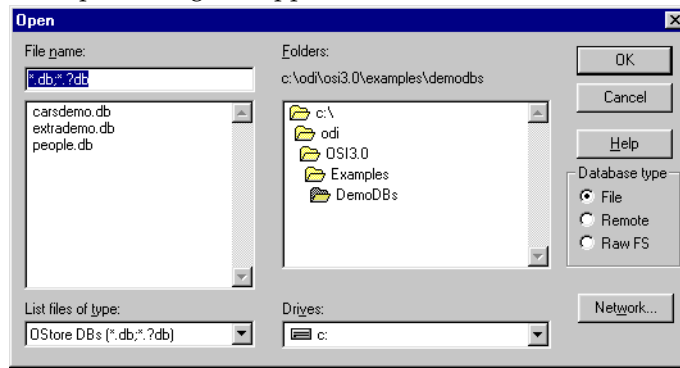 Open
File name:
*.db;*.?db
carsdemo.db
extrademo.db
people.db
List files of type:
OStore DBs (*.db;*.?db)
Folders:
c:\odi\osi3.0\examples\demodbs
c:\
odi
OSI3.0
Examples
DemoDBs
Drives:
c:
OK
Cancel
Help
Database type
File
Remote
Raw FS
Network...